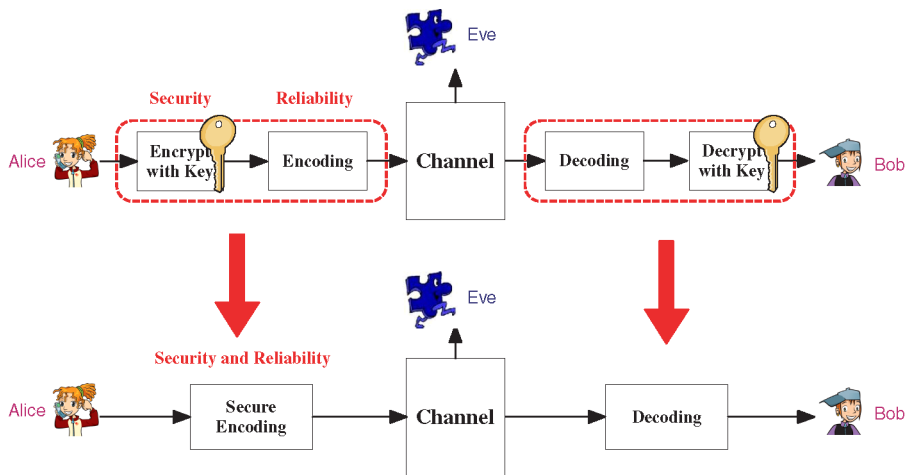 Eve
Security
Reliability
Alice
Encrypt
with Key
Encoding
Channel
Decoding
Decrypt
with Key
Bob
Eve
Security and Reliability
Alice
Secure
Encoding
Channel
Decoding
Bob